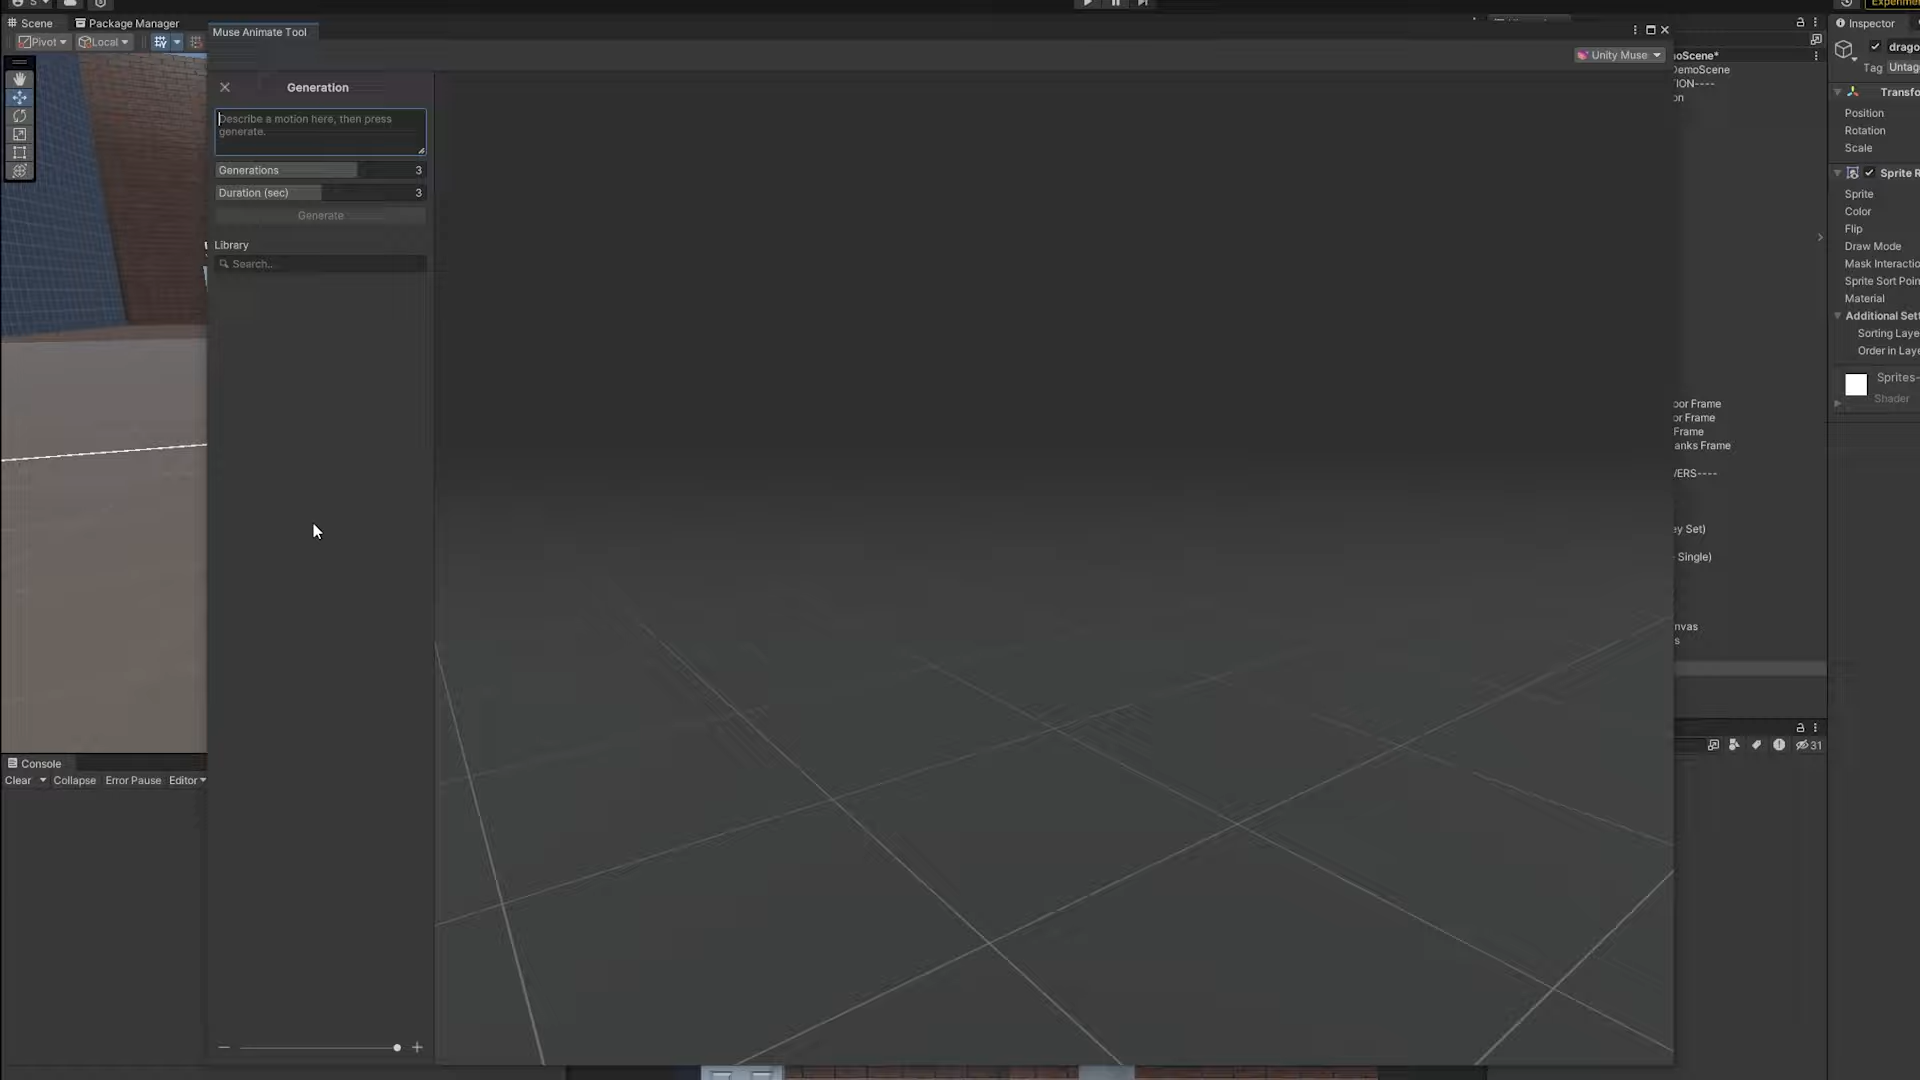 S
Experime
Scene
Package Manager
Muse Animate Tool
Inspector
Pivot
Local
Unity Muse
oScene*
drago
DemoScene
Tag Untag
TION----
Generation
Transfo
on
Describe a motion here, then press
generate.
Position
Rotation
Scale
Generations 3
Sprite R
Duration (sec) 3
Sprite
Generate
Color
Flip
Library
Draw Mode
Search..
Mask Interactio
Sprite Sort Poin
Material
Additional Sett
Sorting Laye
Order in Laye
Sprites-
Shader
oor Frame
or Frame
Frame
anks Frame
VERS----
ey Set)
Single)
nvas
s
Console
31
Clear Collapse Error Pause Editor